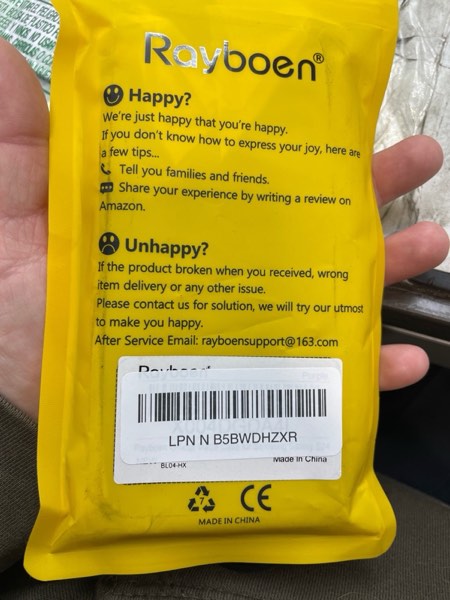 Rayboen®
Happy?
We're just happy that you're happy.
If you don't know how to express your joy, here are
a few tips...
Tell you families and friends.
Share your experience by writing a review on
Amazon.
Unhappy?
If the product broken when you received, wrong
item delivery or any other issue.
Please contact us for solution, we will try our utmost
to make you happy.
After Service Email: rayboensupport@163.com
Purple
LPN N B5BWDHZXR
BL04-HX
Made in China
7
CE
MADE IN CHINA